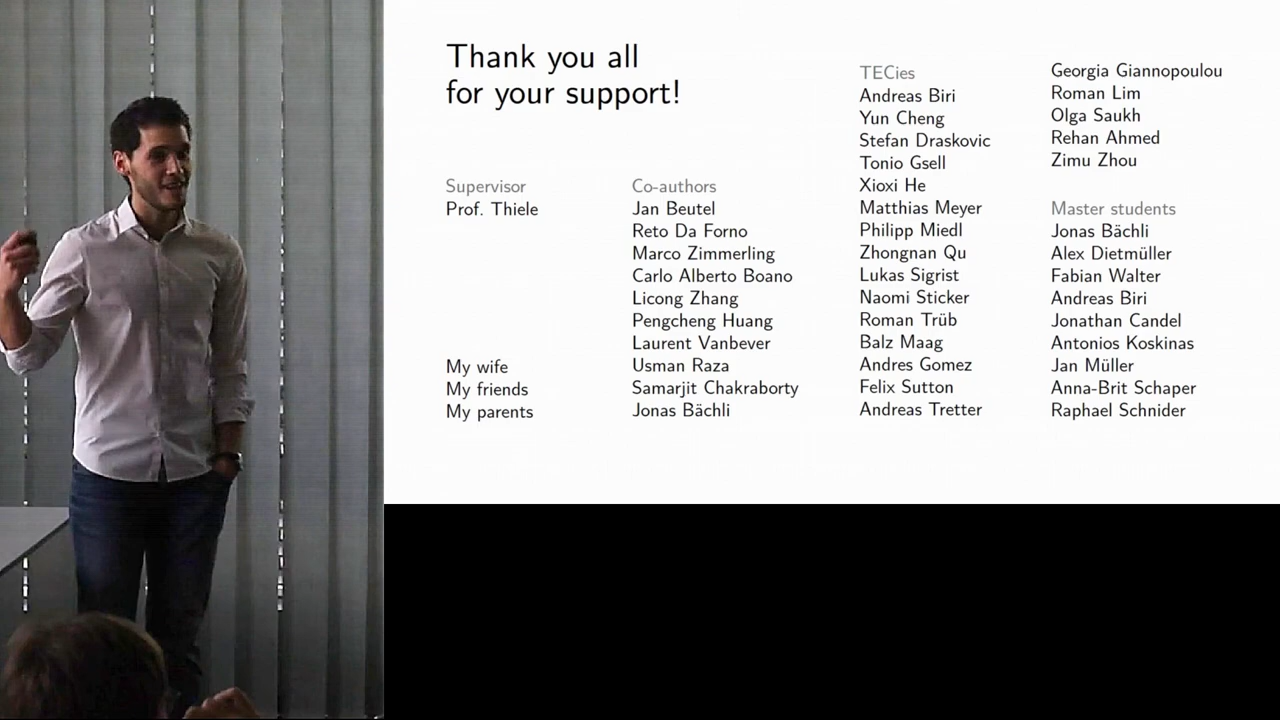 Thank you all
for your support!
Supervisor
Prof. Thiele
My wife
My friends
My parents
Co-authors
Jan Beutel
Reto Da Forno
Marco Zimmerling
Carlo Alberto Boano
Licong Zhang
Pengcheng Huang
Laurent Vanbever
Usman Raza
Samarjit Chakraborty
Jonas Bächli
TECies
Andreas Biri
Yun Cheng
Stefan Draskovic
Tonio Gsell
Xioxi He
Matthias Meyer
Philipp Miedl
Zhongnan Qu
Lukas Sigrist
Naomi Sticker
Roman Trüb
Balz Maag
Andres Gomez
Felix Sutton
Andreas Tretter
Georgia Giannopoulou
Roman Lim
Olga Saukh
Rehan Ahmed
Zimu Zhou
Master students
Jonas Bächli
Alex Dietmüller
Fabian Walter
Andreas Biri
Jonathan Candel
Antonios Koskinas
Jan Müller
Anna-Brit Schaper
Raphael Schnider